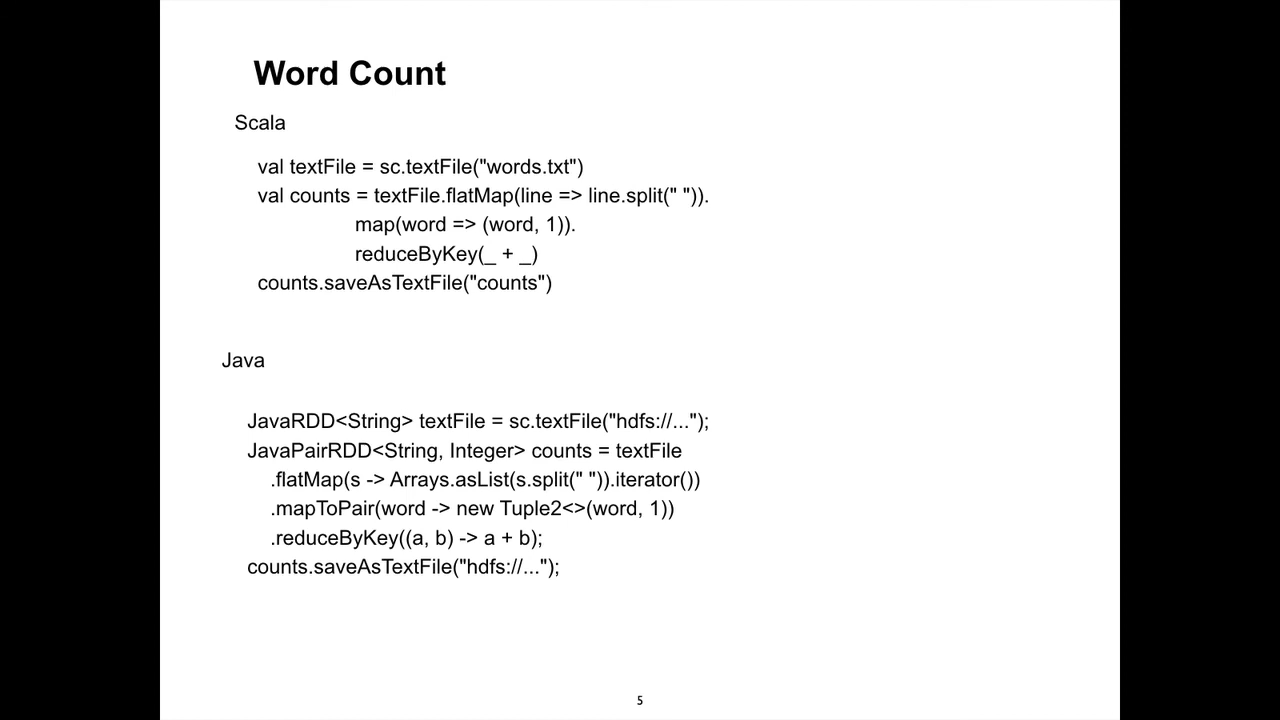 Word Count
Scala
val textFile = sc.textFile("words.txt")
val counts = textFile.flatMap(line => line.split(" ")).
map(word => (word, 1)).
reduceByKey(_ + _)
counts.saveAsTextFile("counts")
Java
JavaRDD<String> textFile = sc.textFile("hdfs://...");
JavaPairRDD<String, Integer> counts = textFile
.flatMap(s -> Arrays.asList(s.split(" ")).iterator())
.mapToPair(word -> new Tuple2<>(word, 1))
.reduceByKey((a, b) -> a + b);
counts.saveAsTextFile("hdfs://...");
5